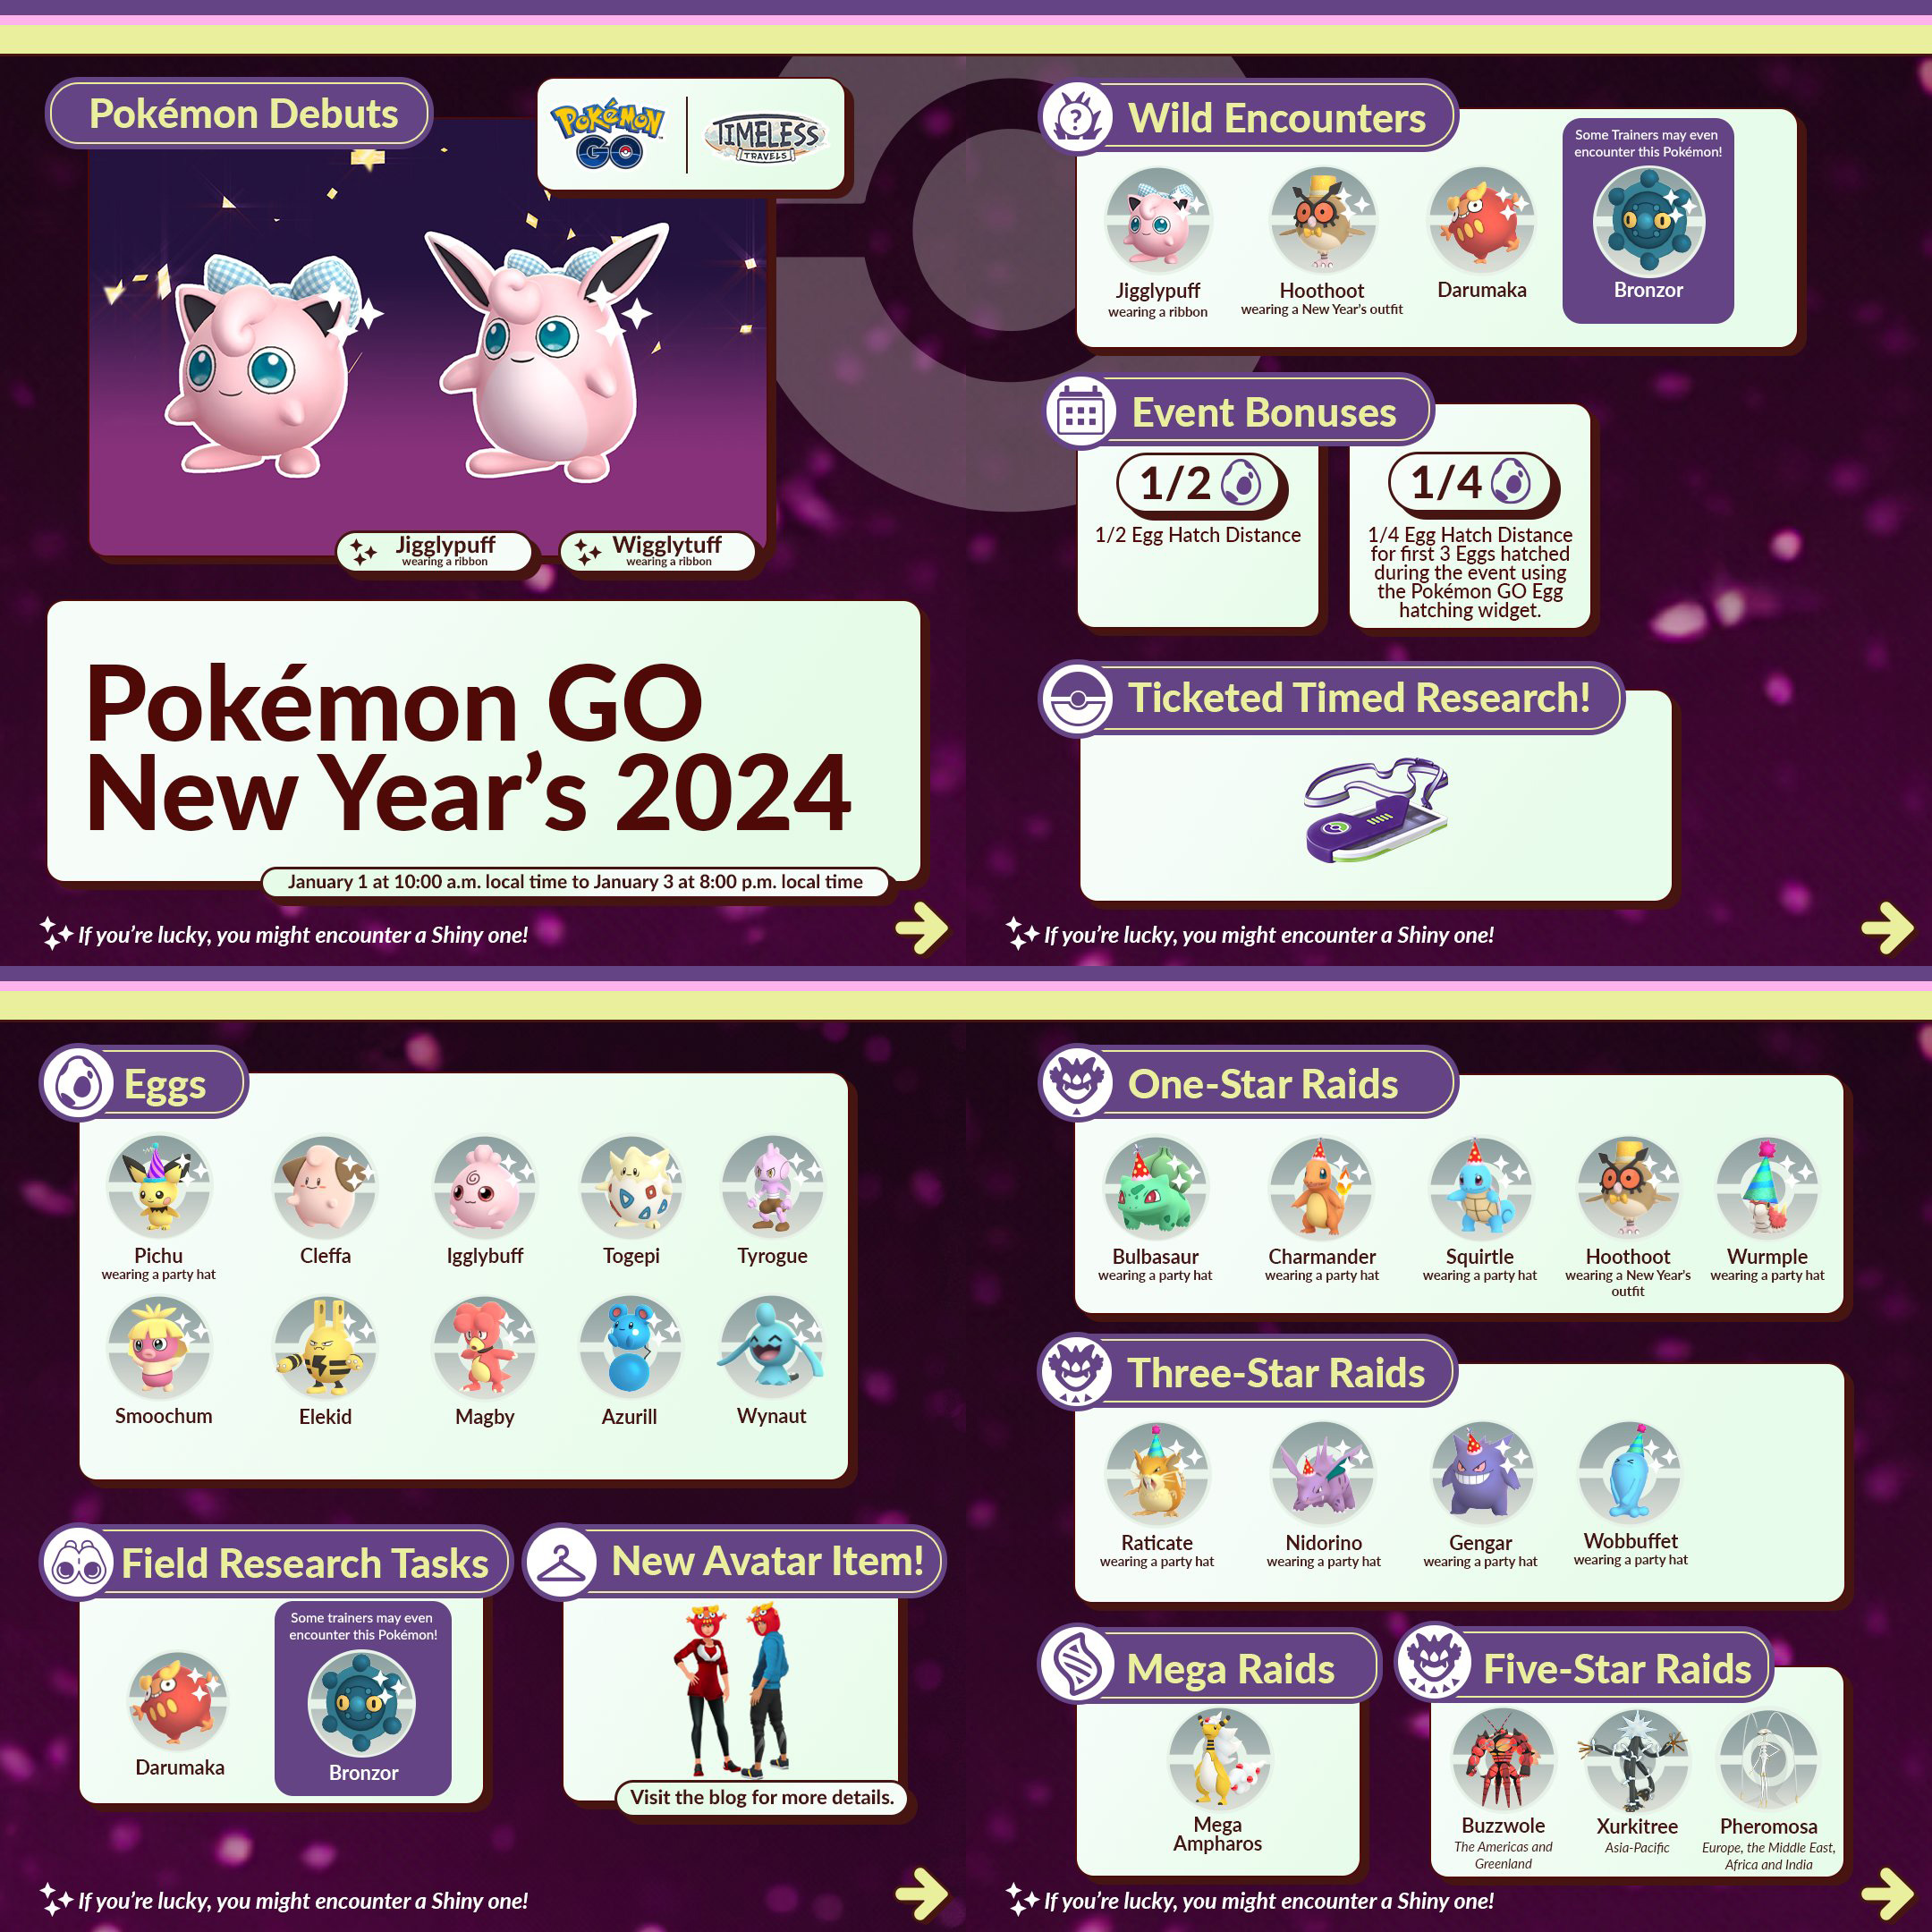 Pokémon Debuts
POKéMON
GO
TIMELESS
TRAVELS
Jigglypuff
wearing a ribbon
Wigglytuff
wearing a ribbon
Pokémon GO
New Year’s 2024
January 1 at 10:00 a.m. local time to January 3 at 8:00 p.m. local time
If you’re lucky, you might encounter a Shiny one!
Wild Encounters
Some Trainers may even
encounter this Pokémon!
Jigglypuff
wearing a ribbon
Hoothoot
wearing a New Year's outfit
Darumaka
Bronzor
Event Bonuses
1/2
1/2 Egg Hatch Distance
1/4
1/4 Egg Hatch Distance
for first 3 Eggs hatched
during the event using
the Pokémon GO Egg
hatching widget.
Ticketed Timed Research!
If you’re lucky, you might encounter a Shiny one!
Eggs
Pichu
wearing a party hat
Cleffa
Igglybuff
Togepi
Tyrogue
Smoochum
Elekid
Magby
Azurill
Wynaut
Field Research Tasks
Darumaka
Some trainers may even
encounter this Pokémon!
Bronzor
New Avatar Item!
Visit the blog for more details.
If you’re lucky, you might encounter a Shiny one!
One-Star Raids
Bulbasaur
wearing a party hat
Charmander
wearing a party hat
Squirtle
wearing a party hat
Hoothoot
wearing a New Year's
outfit
Wurmple
wearing a party hat
Three-Star Raids
Raticate
wearing a party hat
Nidorino
wearing a party hat
Gengar
wearing a party hat
Wobbuffet
wearing a party hat
Mega Raids
Mega
Ampharos
Five-Star Raids
Buzzwole
The Americas and
Greenland
Xurkitree
Asia-Pacific
Pheromosa
Europe, the Middle East,
Africa and India
If you’re lucky, you might encounter a Shiny one!